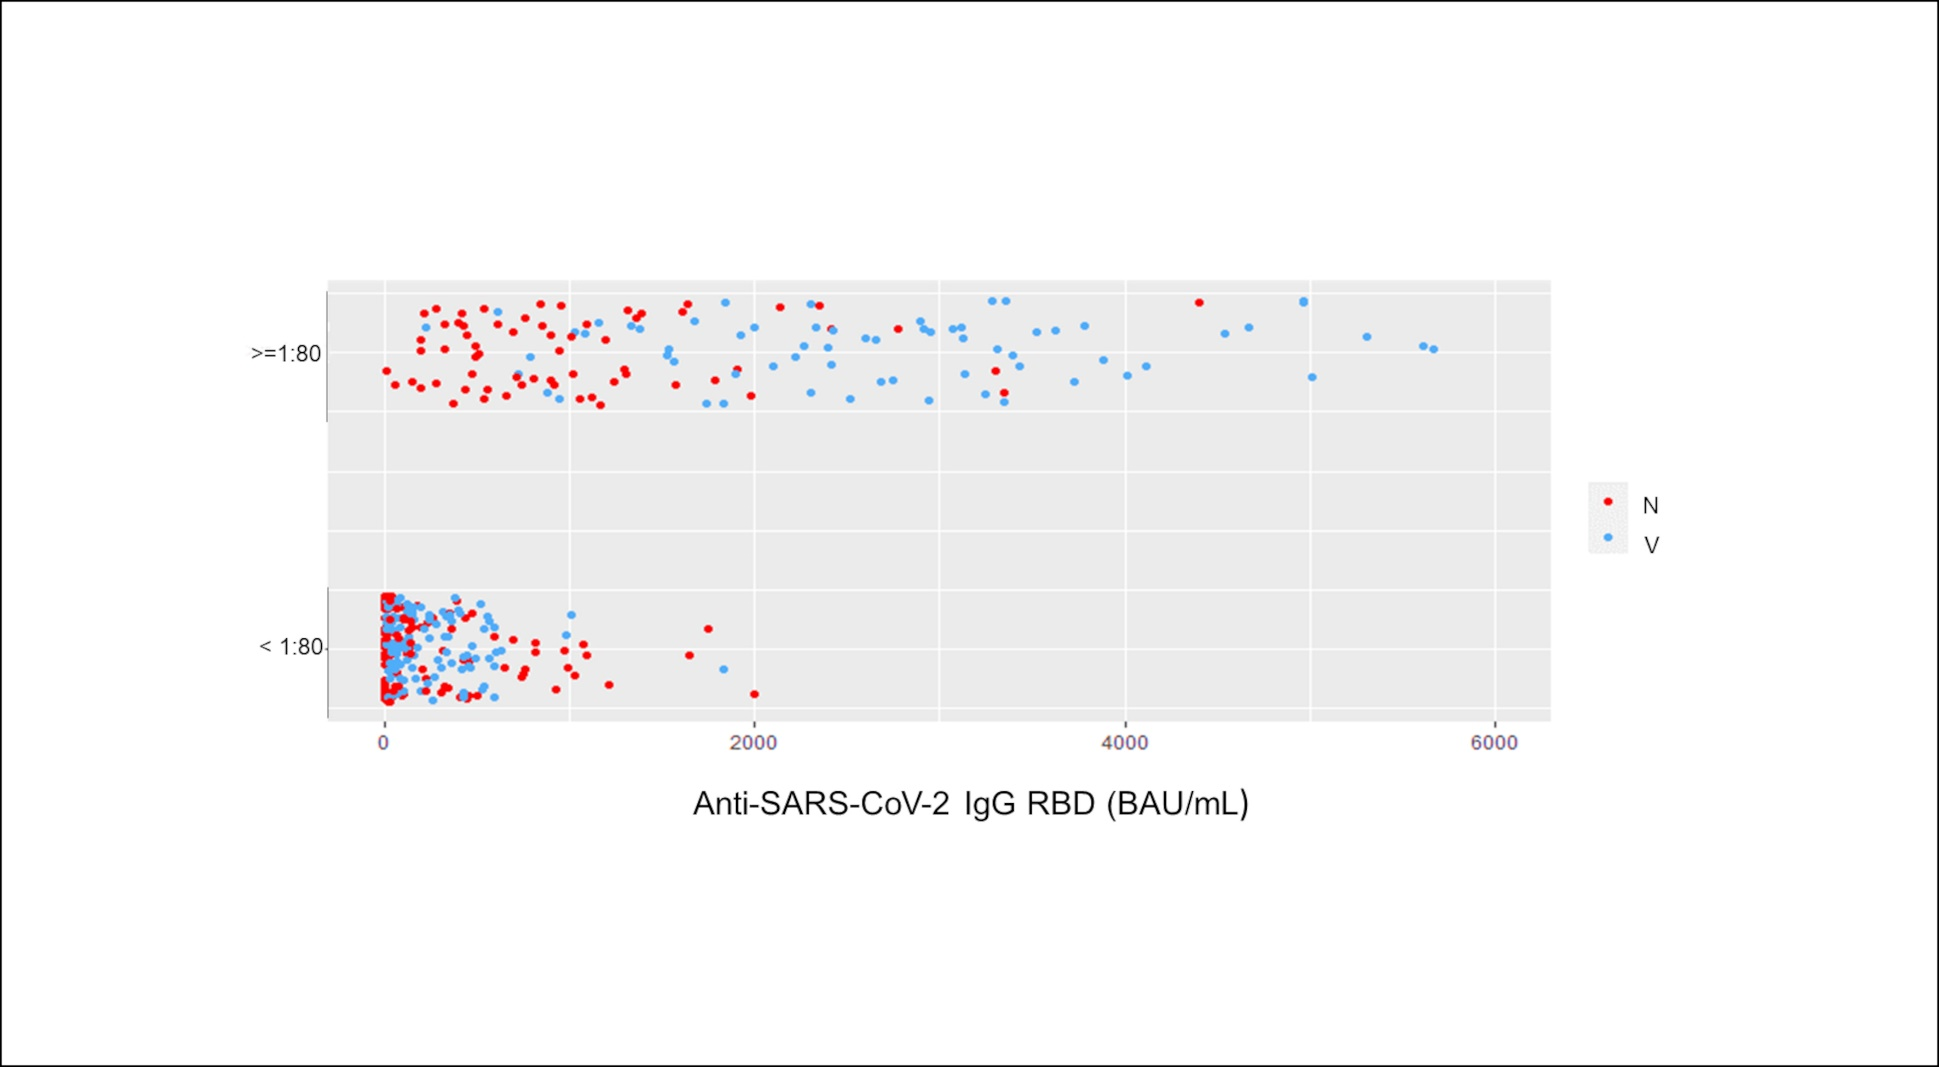 >=1:80
N
V
< 1:80
0 2000 4000 6000
Anti-SARS-CoV-2 IgG RBD (BAU/mL)